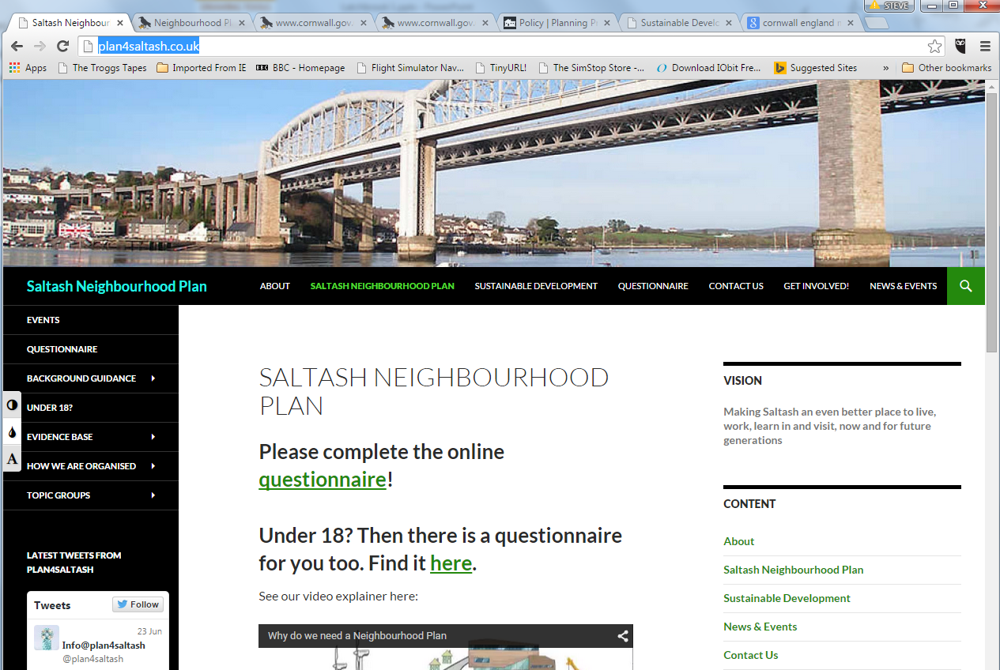 STEVE
Saltash Neighbour
Neighbourhood Pl
www.cornwall.gov.
www.cornwall.gov.
Policy | Planning P
Sustainable Develo
cornwall england n
plan4saltash.co.uk
Apps
The Troggs Tapes
Imported From IE
BBC - Homepage
Flight Simulator Nav...
TinyURL!
The SimStop Store -...
Download IObit Fre...
Suggested Sites
»
Other bookmarks
Saltash Neighbourhood Plan
ABOUT
SALTASH NEIGHBOURHOOD PLAN
SUSTAINABLE DEVELOPMENT
QUESTIONNAIRE
CONTACT US
GET INVOLVED!
NEWS & EVENTS
EVENTS
QUESTIONNAIRE
BACKGROUND GUIDANCE
UNDER 18?
EVIDENCE BASE
HOW WE ARE ORGANISED
TOPIC GROUPS
A
LATEST TWEETS FROM
PLAN4SALTASH
Tweets
Follow
23 Jun
Info@plan4saltash
@plan4saltash
SALTASH NEIGHBOURHOOD
PLAN
Please complete the online
questionnaire!
Under 18? Then there is a questionnaire
for you too. Find it here.
See our video explainer here:
Why do we need a Neighbourhood Plan
VISION
Making Saltash an even better place to live,
work, learn in and visit, now and for future
generations
CONTENT
About
Saltash Neighbourhood Plan
Sustainable Development
News & Events
Contact Us